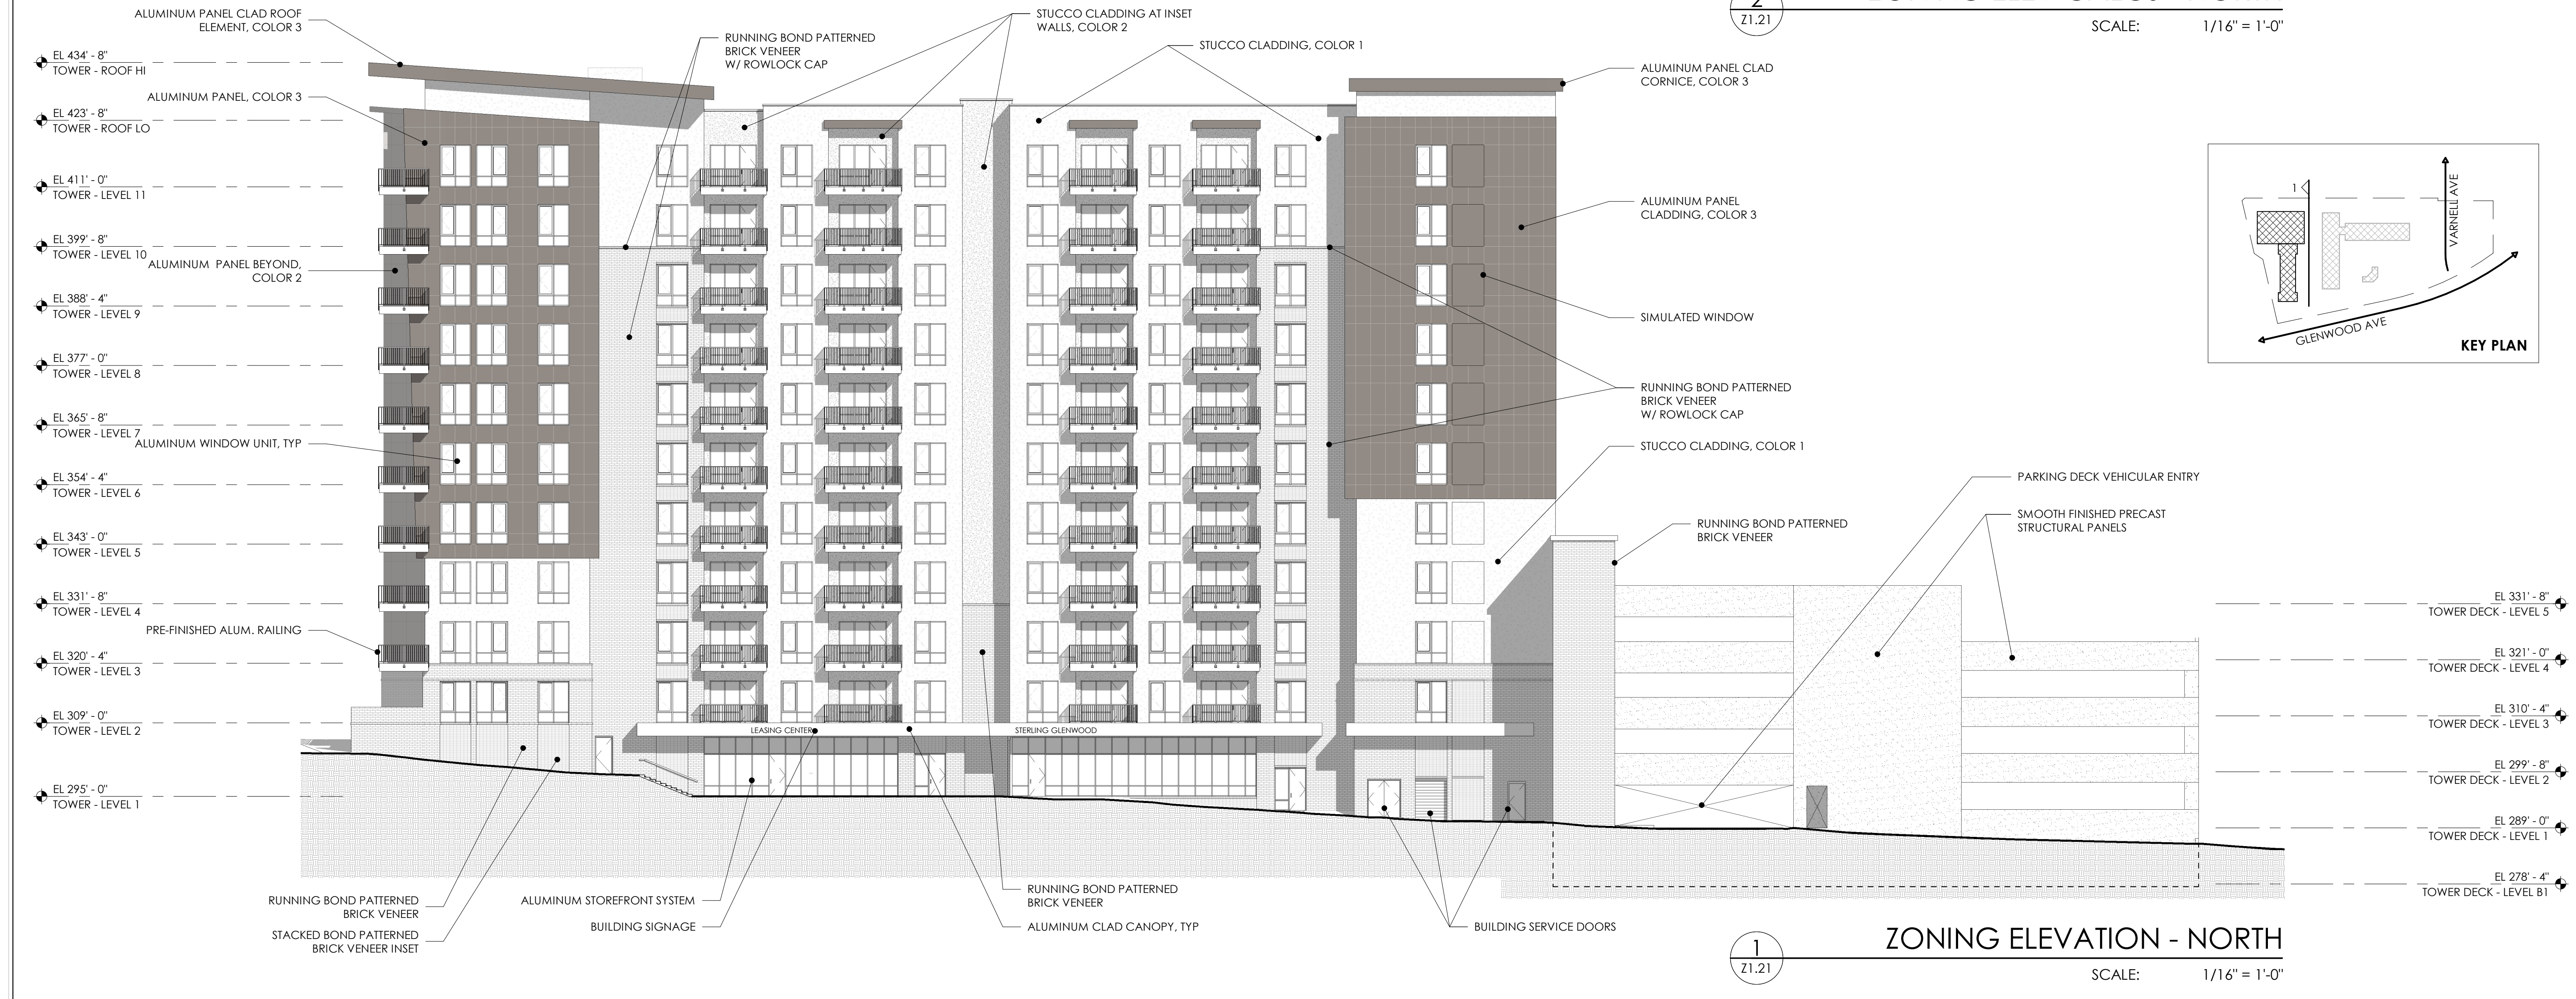 2
Z1.21
SCALE: 1/16" = 1'-0"
ALUMINUM PANEL CLAD ROOF
ELEMENT, COLOR 3
RUNNING BOND PATTERNED
BRICK VENEER
W/ ROWLOCK CAP
STUCCO CLADDING AT INSET
WALLS, COLOR 2
STUCCO CLADDING, COLOR 1
ALUMINUM PANEL CLAD
CORNICE, COLOR 3
EL 434' - 8"
TOWER - ROOF HI
ALUMINUM PANEL, COLOR 3
EL 423' - 8"
TOWER - ROOF LO
EL 411' - 0"
TOWER - LEVEL 11
EL 399' - 8"
TOWER - LEVEL 10
ALUMINUM PANEL BEYOND,
COLOR 2
EL 388' - 4"
TOWER - LEVEL 9
EL 377' - 0"
TOWER - LEVEL 8
EL 365' - 8"
TOWER - LEVEL 7
ALUMINUM WINDOW UNIT, TYP
EL 354' - 4"
TOWER - LEVEL 6
EL 343' - 0"
TOWER - LEVEL 5
EL 331' - 8"
TOWER - LEVEL 4
PRE-FINISHED ALUM. RAILING
EL 320' - 4"
TOWER - LEVEL 3
EL 309' - 0"
TOWER - LEVEL 2
EL 295' - 0"
TOWER - LEVEL 1
ALUMINUM PANEL
CLADDING, COLOR 3
SIMULATED WINDOW
RUNNING BOND PATTERNED
BRICK VENEER
W/ ROWLOCK CAP
STUCCO CLADDING, COLOR 1
RUNNING BOND PATTERNED
BRICK VENEER
PARKING DECK VEHICULAR ENTRY
SMOOTH FINISHED PRECAST
STRUCTURAL PANELS
1
VARNELL AVE
GLENWOOD AVE
KEY PLAN
EL 331' - 8"
TOWER DECK - LEVEL 5
EL 321' - 0"
TOWER DECK - LEVEL 4
EL 310' - 4"
TOWER DECK - LEVEL 3
EL 299' - 8"
TOWER DECK - LEVEL 2
EL 289' - 0"
TOWER DECK - LEVEL 1
EL 278' - 4"
TOWER DECK - LEVEL B1
LEASING CENTER
STERLING GLENWOOD
RUNNING BOND PATTERNED
BRICK VENEER
STACKED BOND PATTERNED
BRICK VENEER INSET
ALUMINUM STOREFRONT SYSTEM
BUILDING SIGNAGE
RUNNING BOND PATTERNED
BRICK VENEER
ALUMINUM CLAD CANOPY, TYP
BUILDING SERVICE DOORS
1
Z1.21
ZONING ELEVATION - NORTH
SCALE: 1/16" = 1'-0"